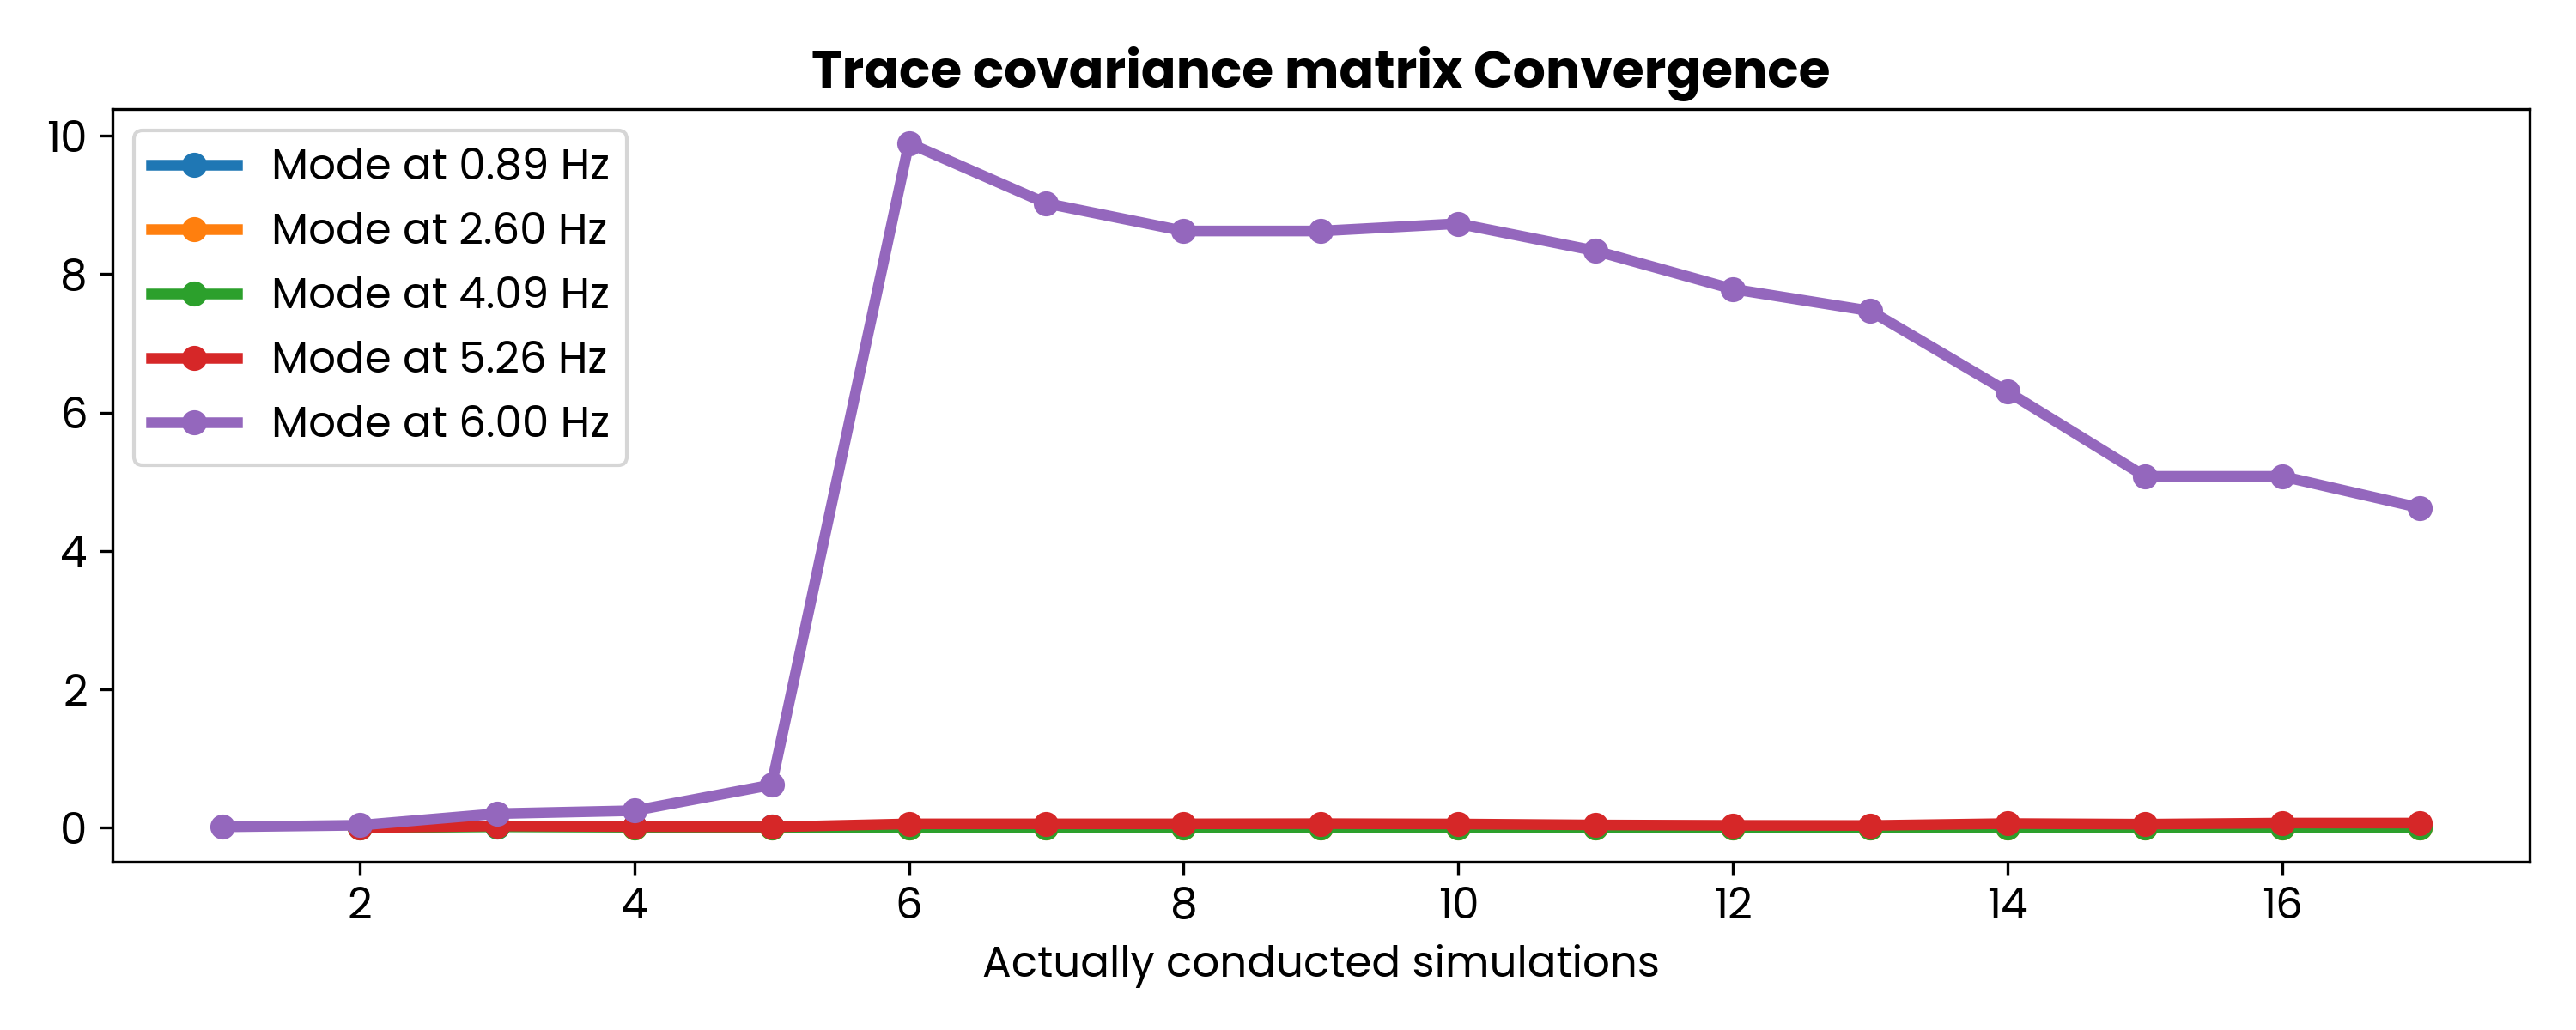 Trace covariance matrix Convergence
10
8
6
4
2
0
Mode at 0.89 Hz
Mode at 2.60 Hz
Mode at 4.09 Hz
Mode at 5.26 Hz
Mode at 6.00 Hz
2 4 6 8 10 12 14 16
Actually conducted simulations